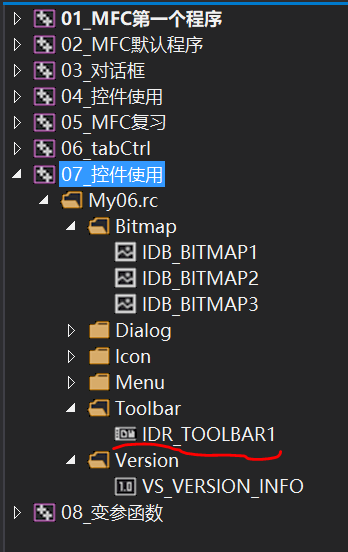 01_MFC第一个程序
02_MFC默认程序
03_对话框
04_控件使用
05_MFC复习
06_tabCtrl
07_控件使用
My06.rc
Bitmap
IDB_BITMAP1
IDB_BITMAP2
IDB_BITMAP3
Dialog
Icon
Menu
Toolbar
IDR_TOOLBAR1
Version
1.0 VS_VERSION_INFO
08_变参函数